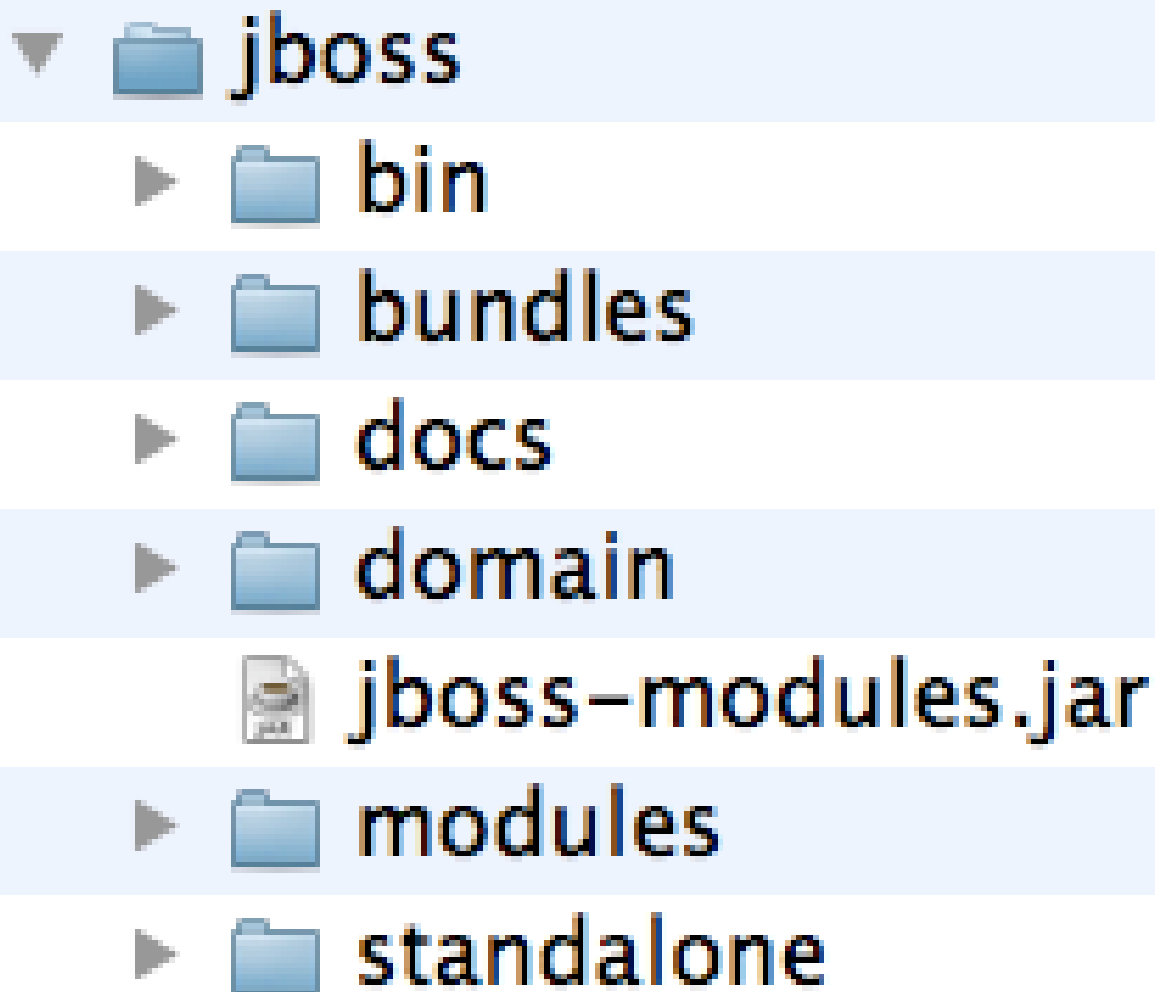 jboss
bin
bundles
docs
domain
jboss-modules.jar
modules
standalone